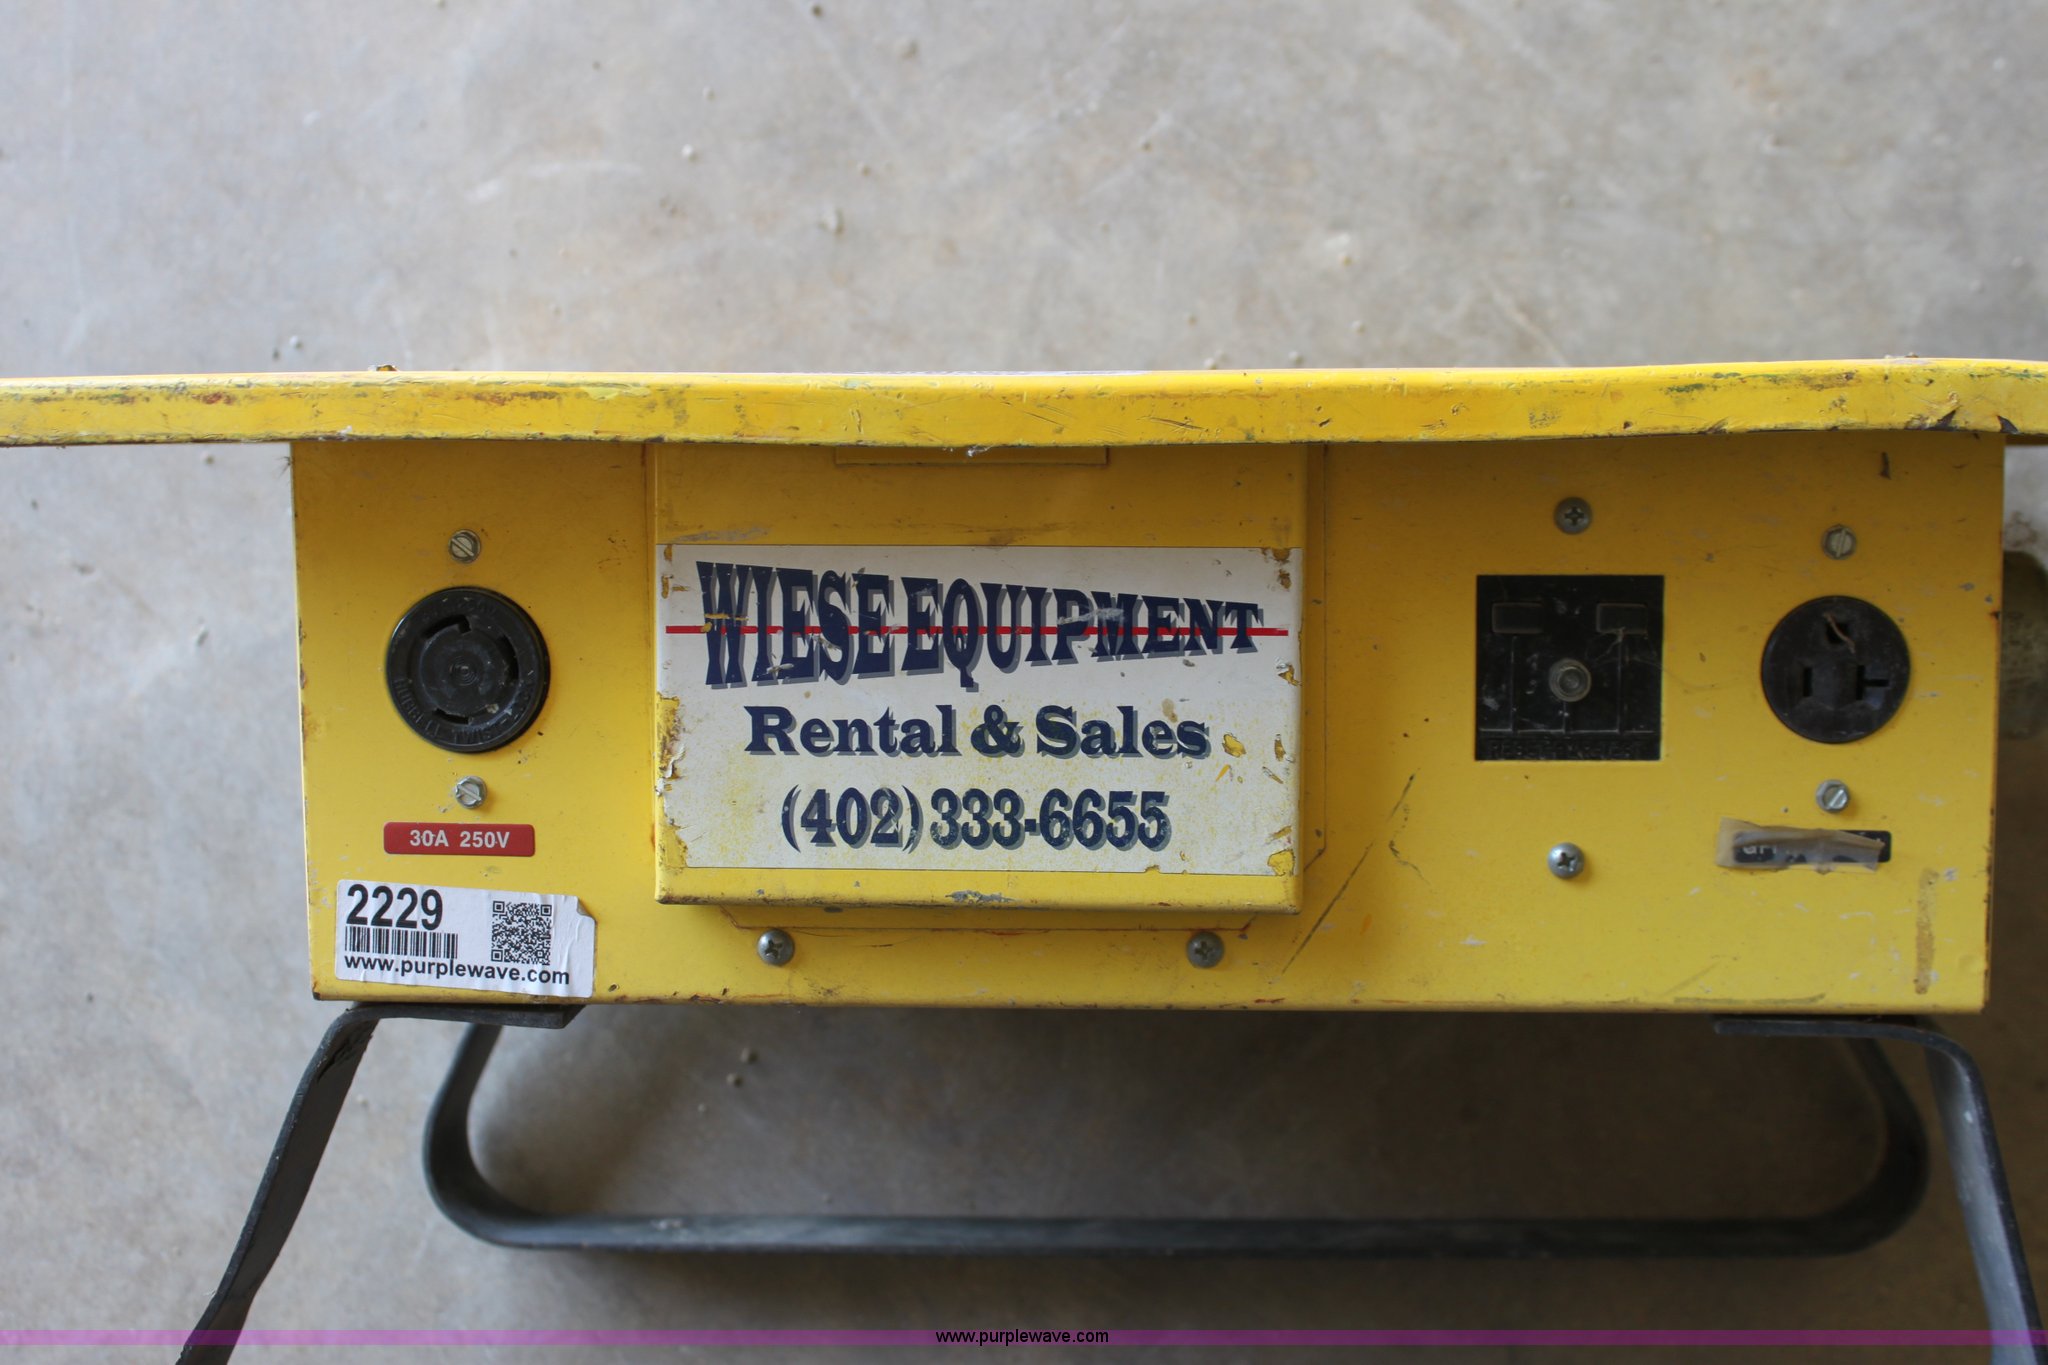 WIESE EQUIPMENT
Rental & Sales
(402) 333-6655
30A 250V
2229
www.purplewave.com
www.purplewave.com